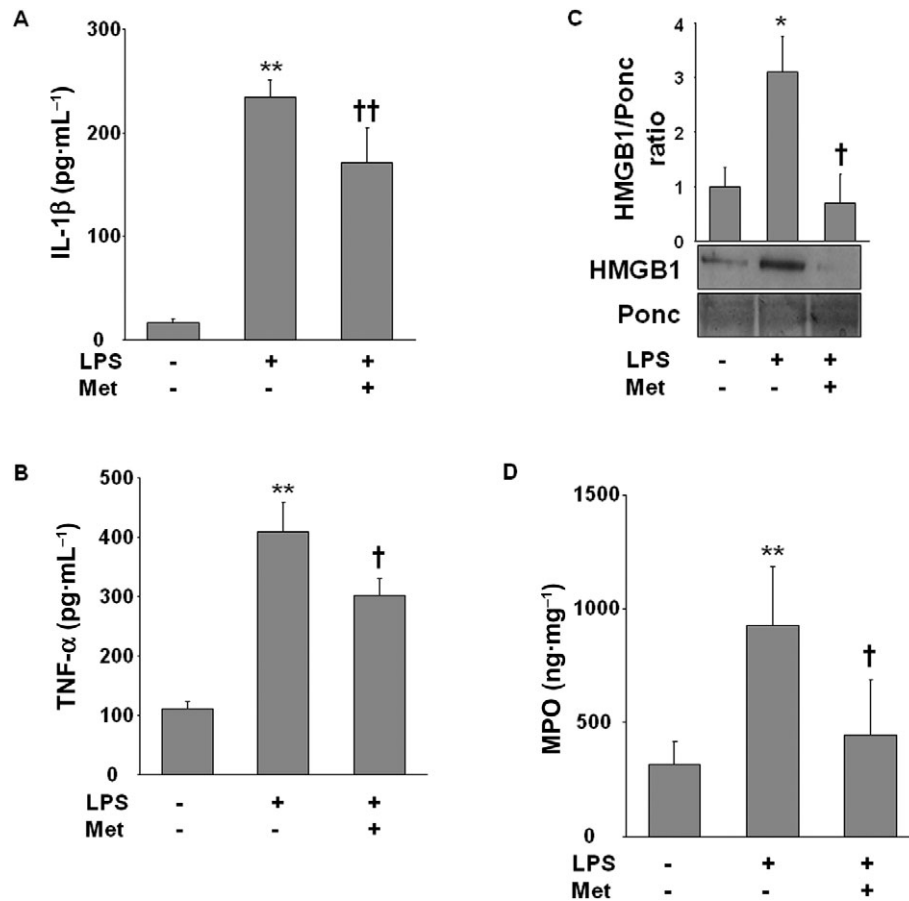 A
IL-1β (pg·mL⁻¹)
300
200
100
0
**
††
LPS - + +
Met - - +
B
TNF-α (pg·mL⁻¹)
500
400
300
200
100
0
**
†
LPS - + +
Met - - +
C
HMGB1/Ponc
ratio
4
3
2
1
0
*
†
HMGB1
Ponc
LPS - + +
Met - - +
D
MPO (ng·mg⁻¹)
1500
1000
500
0
**
†
LPS - + +
Met - - +